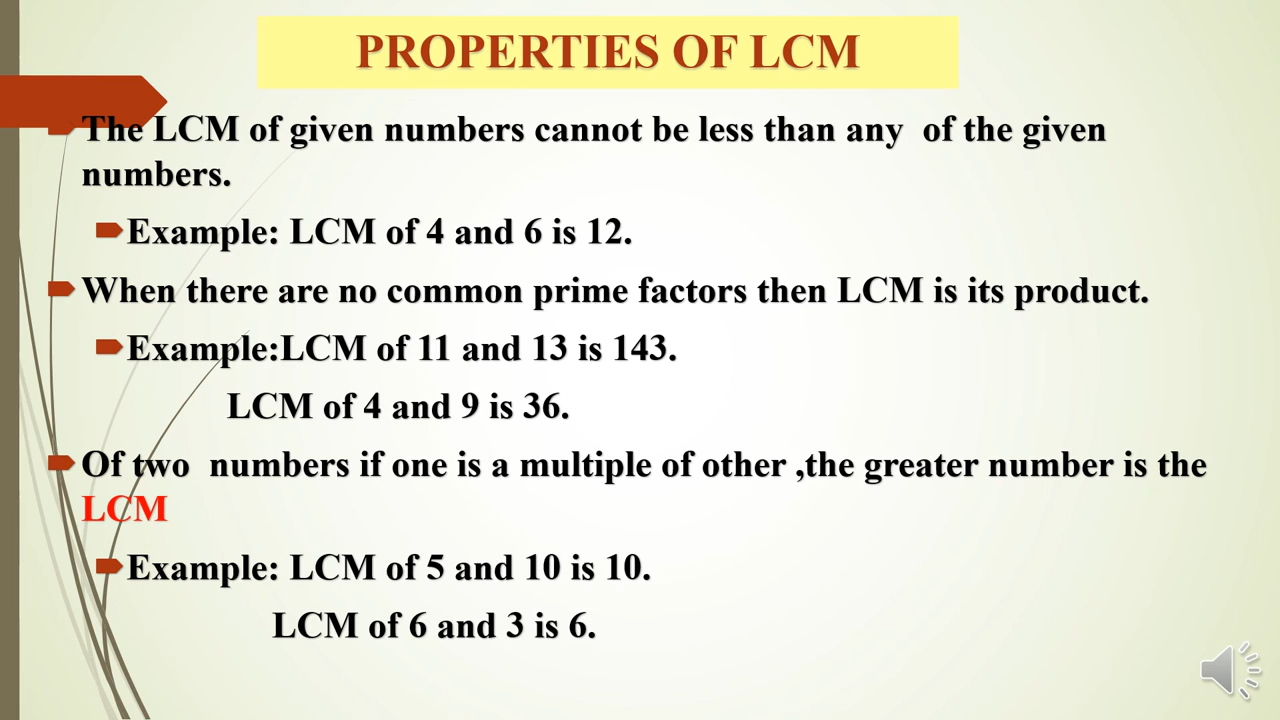 PROPERTIES OF LCM
The LCM of given numbers cannot be less than any of the given
numbers.
Example: LCM of 4 and 6 is 12.
When there are no common prime factors then LCM is its product.
Example:LCM of 11 and 13 is 143.
LCM of 4 and 9 is 36.
Of two numbers if one is a multiple of other ,the greater number is the
LCM
Example: LCM of 5 and 10 is 10.
LCM of 6 and 3 is 6.